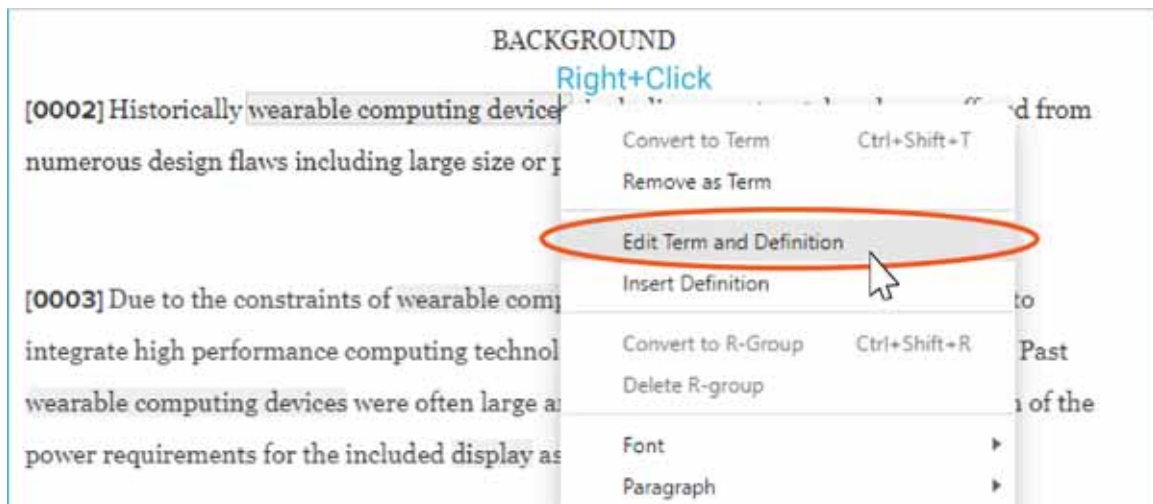 BACKGROUND
Right+Click
[0002] Historically wearable computing device d from
numerous design flaws including large size or
Convert to Term Ctrl+Shift+T
Remove as Term
Edit Term and Definition
Insert Definition
[0003] Due to the constraints of wearable to
integrate high performance computing Past
Convert to R-Group Ctrl+Shift+R
Delete R-group
wearable computing devices were often large of the
power requirements for the included display as
Font
Paragraph